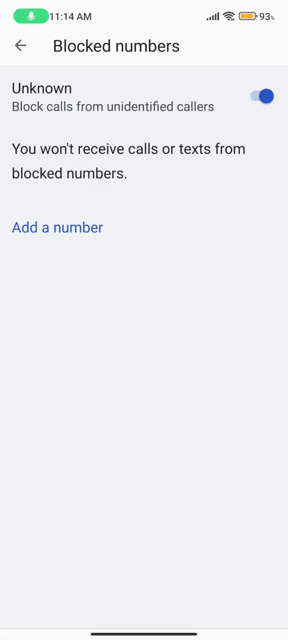 11:14 AM
93%
Blocked numbers
Unknown
Block calls from unidentified callers
You won't receive calls or texts from
blocked numbers.
Add a number